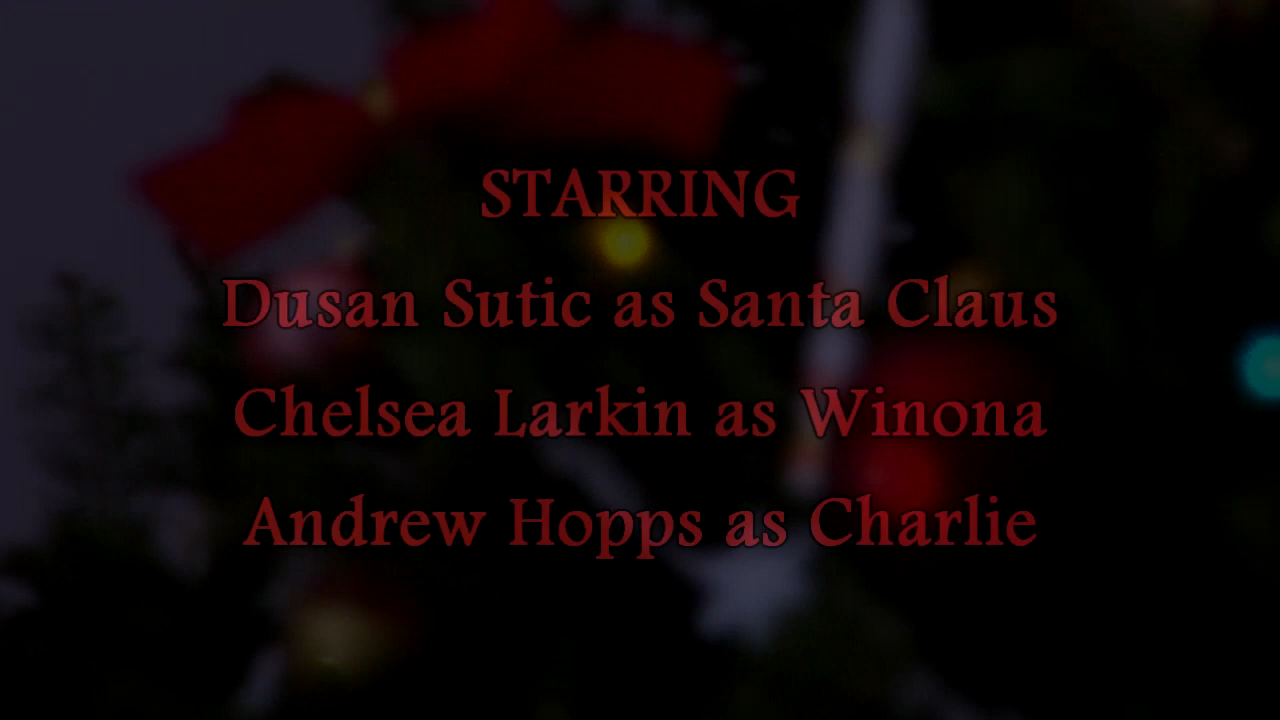 STARRING
Dusan Sutic as Santa Claus
Chelsea Larkin as Winona
Andrew Hopps as Charlie